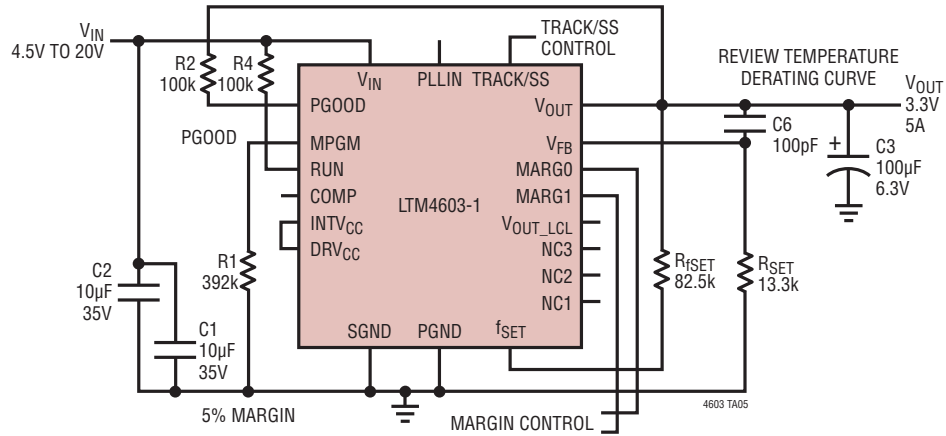 VIN
4.5V TO 20V
R2
100k
R4
100k
TRACK/SS
CONTROL
REVIEW TEMPERATURE
DERATING CURVE
VOUT
3.3V
5A
VIN
PLLIN
TRACK/SS
PGOOD
VOUT
C6
100pF
+
C3
100µF
6.3V
PGOOD
MPGM
VFB
RUN
MARG0
COMP
MARG1
LTM4603-1
INTVCC
VOUT_LCL
DRVCC
NC3
NC2
NC1
C2
10µF
35V
R1
392k
RfSET
82.5k
RSET
13.3k
C1
10µF
35V
SGND
PGND
fSET
5% MARGIN
MARGIN CONTROL
4603 TA05